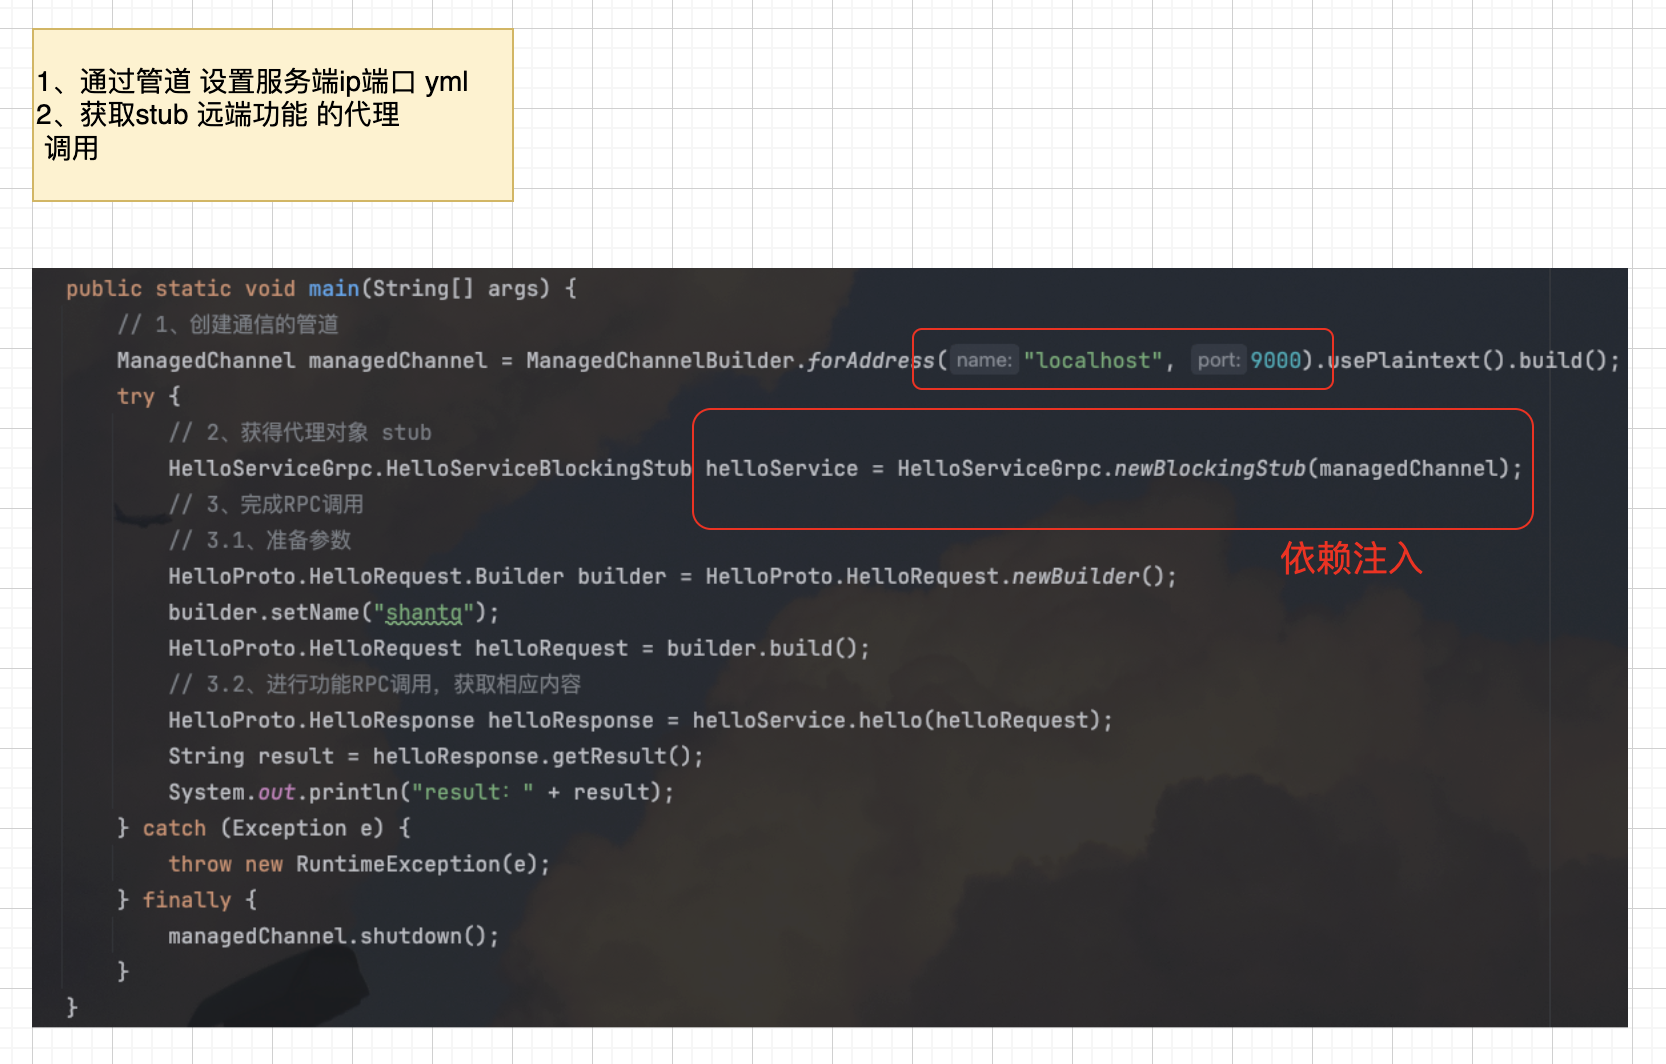 1、通过管道 设置服务端ip端口 yml
2、获取stub 远端功能 的代理
调用
public static void main(String[] args) {
// 1、创建通信的管道
ManagedChannel managedChannel = ManagedChannelBuilder.forAddress( name: "localhost", port: 9000).usePlaintext().build();
try {
// 2、获得代理对象 stub
HelloServiceGrpc.HelloServiceBlockingStub helloService = HelloServiceGrpc.newBlockingStub(managedChannel);
// 3、完成RPC调用
// 3.1、准备参数
依赖注入
HelloProto.HelloRequest.Builder builder = HelloProto.HelloRequest.newBuilder();
builder.setName("shantq");
HelloProto.HelloRequest helloRequest = builder.build();
// 3.2、进行功能RPC调用，获取相应内容
HelloProto.HelloResponse helloResponse = helloService.hello(helloRequest);
String result = helloResponse.getResult();
System.out.println("result：" + result);
} catch (Exception e) {
throw new RuntimeException(e);
} finally {
managedChannel.shutdown();
}
}